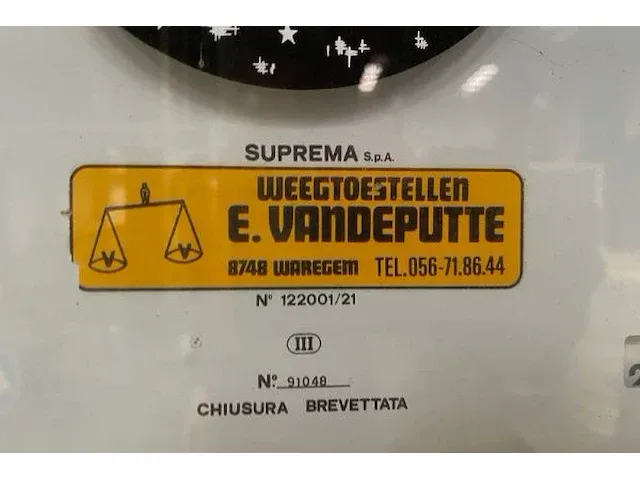 SUPREMA S.p.A.
WEEGTOESTELLEN
E. VANDEPUTTE
8748 WAREGEM TEL.056-71.86.44
V V
N° 122001/21
III
N° 91048
CHIUSURA BREVETTATA